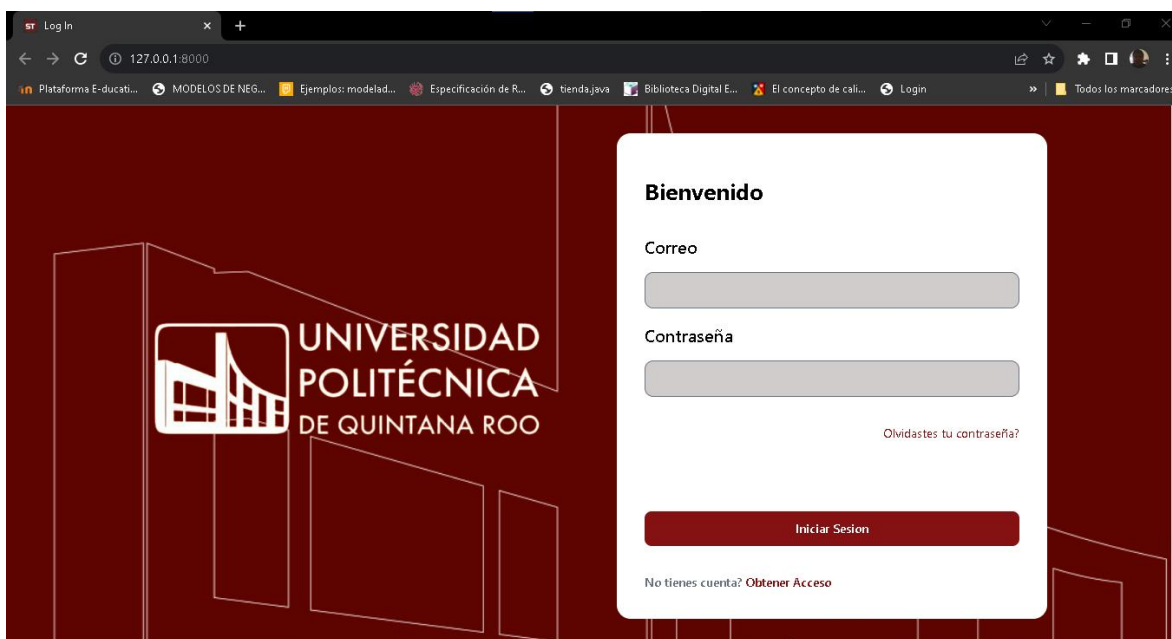 ST Log In
127.0.0.1:8000
Plataforma E-ducati... MODELOS DE NEG... Ejemplos: modelad... Especificación de R... tienda.java Biblioteca Digital E... El concepto de cali... Login » Todos los marcadores
UNIVERSIDAD
POLITÉCNICA
DE QUINTANA ROO
Bienvenido
Correo
Contraseña
Olvidastes tu contraseña?
Iniciar Sesion
No tienes cuenta? Obtener Acceso